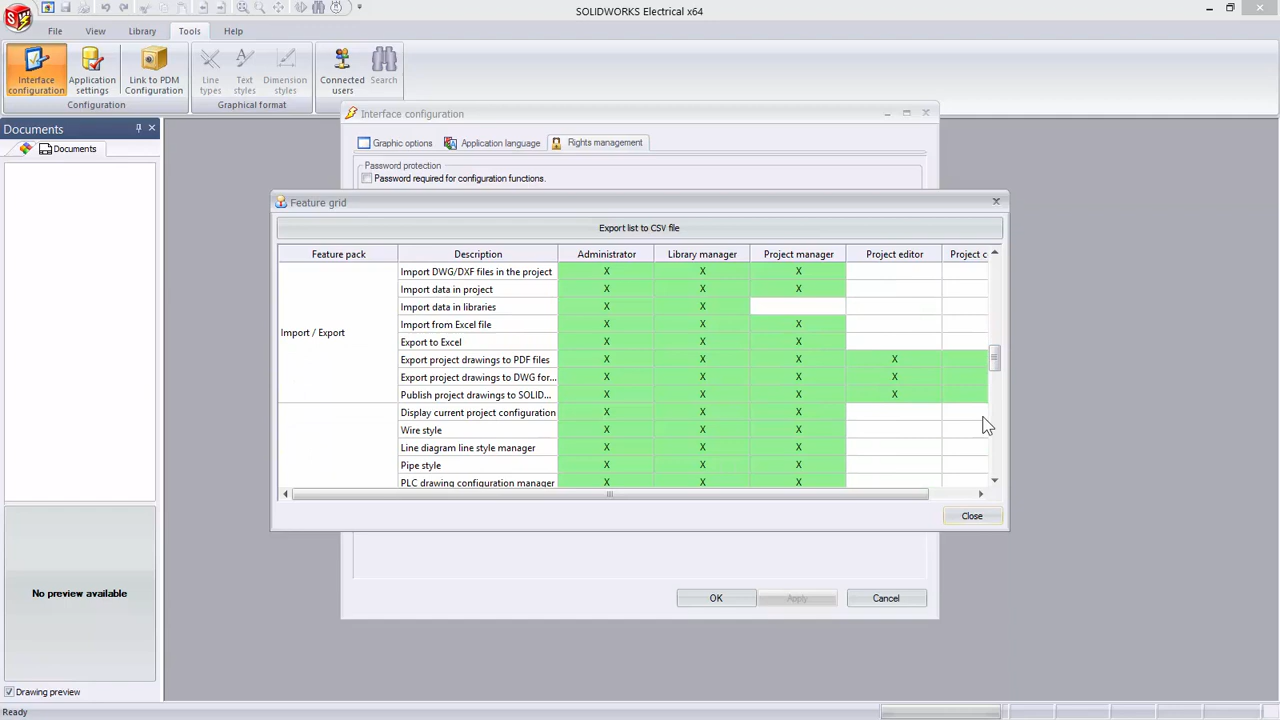 SOLIDWORKS Electrical x64
File View Library Tools Help
Interface configuration
Application settings
Link to PDM Configuration
Line types
Text styles
Dimension styles
Connected users
Search
Configuration
Graphical format
Documents
Documents
Interface configuration
Graphic options Application language Rights management
Password protection
Password required for configuration functions.
Feature grid
Export list to CSV file
Feature pack Description Administrator Library manager Project manager Project editor Project c
Import / Export
Import DWG/DXF files in the project X X X
Import data in project X X X
Import data in libraries X X
Import from Excel file X X X
Export to Excel X X X
Export project drawings to PDF files X X X X
Export project drawings to DWG for... X X X X
Publish project drawings to SOLID... X X X X
Display current project configuration X X X
Wire style X X X
Line diagram line style manager X X X
Pipe style X X X
PLC drawing configuration manager X X X
Close
OK Apply Cancel
No preview available
Drawing preview
Ready